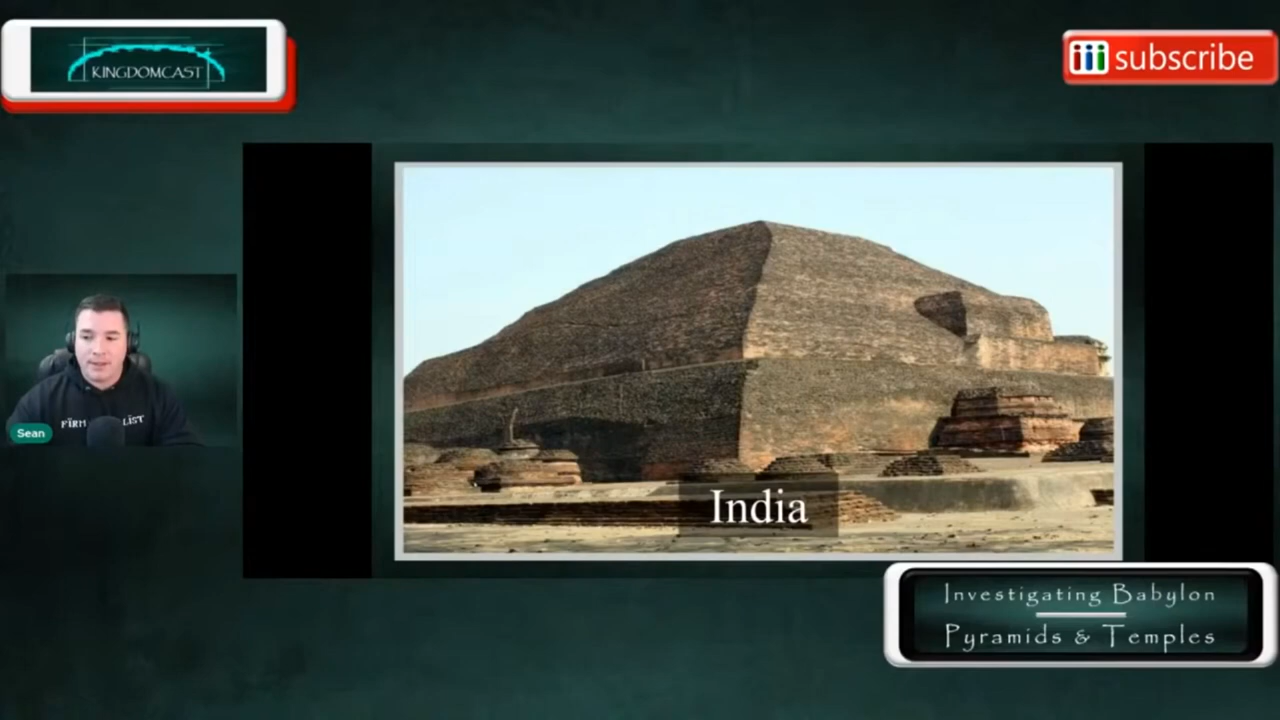 KINGDOMCAST
subscribe
Sean
India
Investigating Babylon
Pyramids & Temples